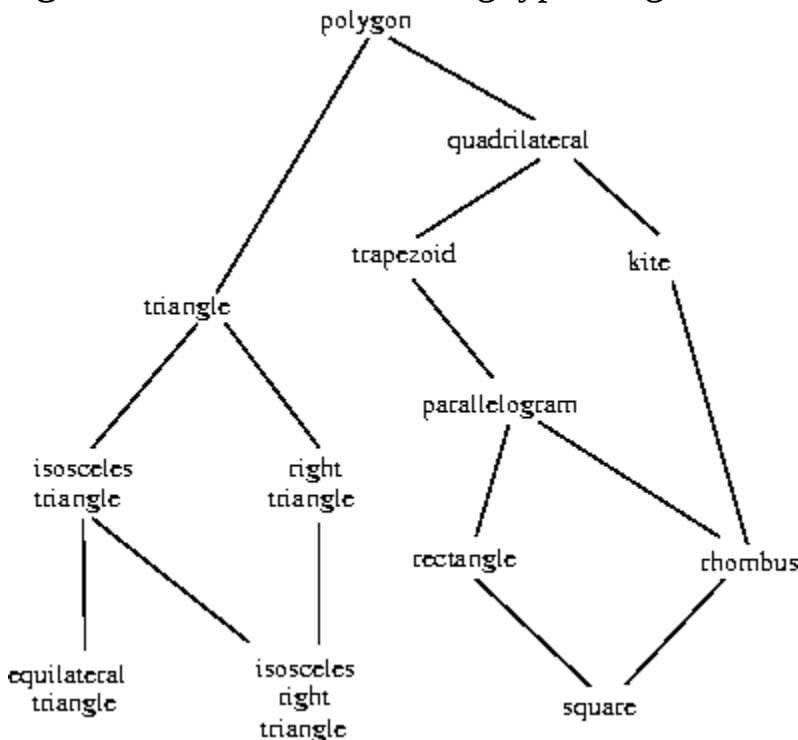 polygon
quadrilateral
trapezoid
kite
triangle
parallelogram
isosceles
triangle
right
triangle
rectangle
rhombus
equilateral
triangle
isosceles
right
triangle
square